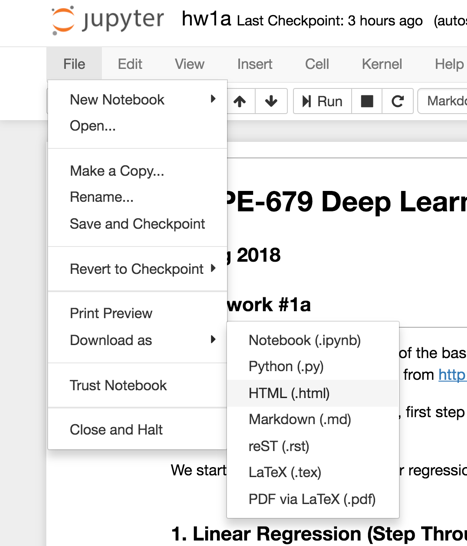 jupyter hw1a Last Checkpoint: 3 hours ago (autos
File Edit View Insert Cell Kernel Help
New Notebook Run Markdo
Open...
Make a Copy...
Rename...
PE-679 Deep Learn
Save and Checkpoint
g 2018
Revert to Checkpoint
work #1a
Print Preview
Download as
Notebook (.ipynb) of the bas
Python (.py) from http
Trust Notebook
HTML (.html)
Markdown (.md) , first step
Close and Halt
reST (.rst)
We start LaTeX (.tex) r regressio
PDF via LaTeX (.pdf)
1. Linear Regression (Step Throu